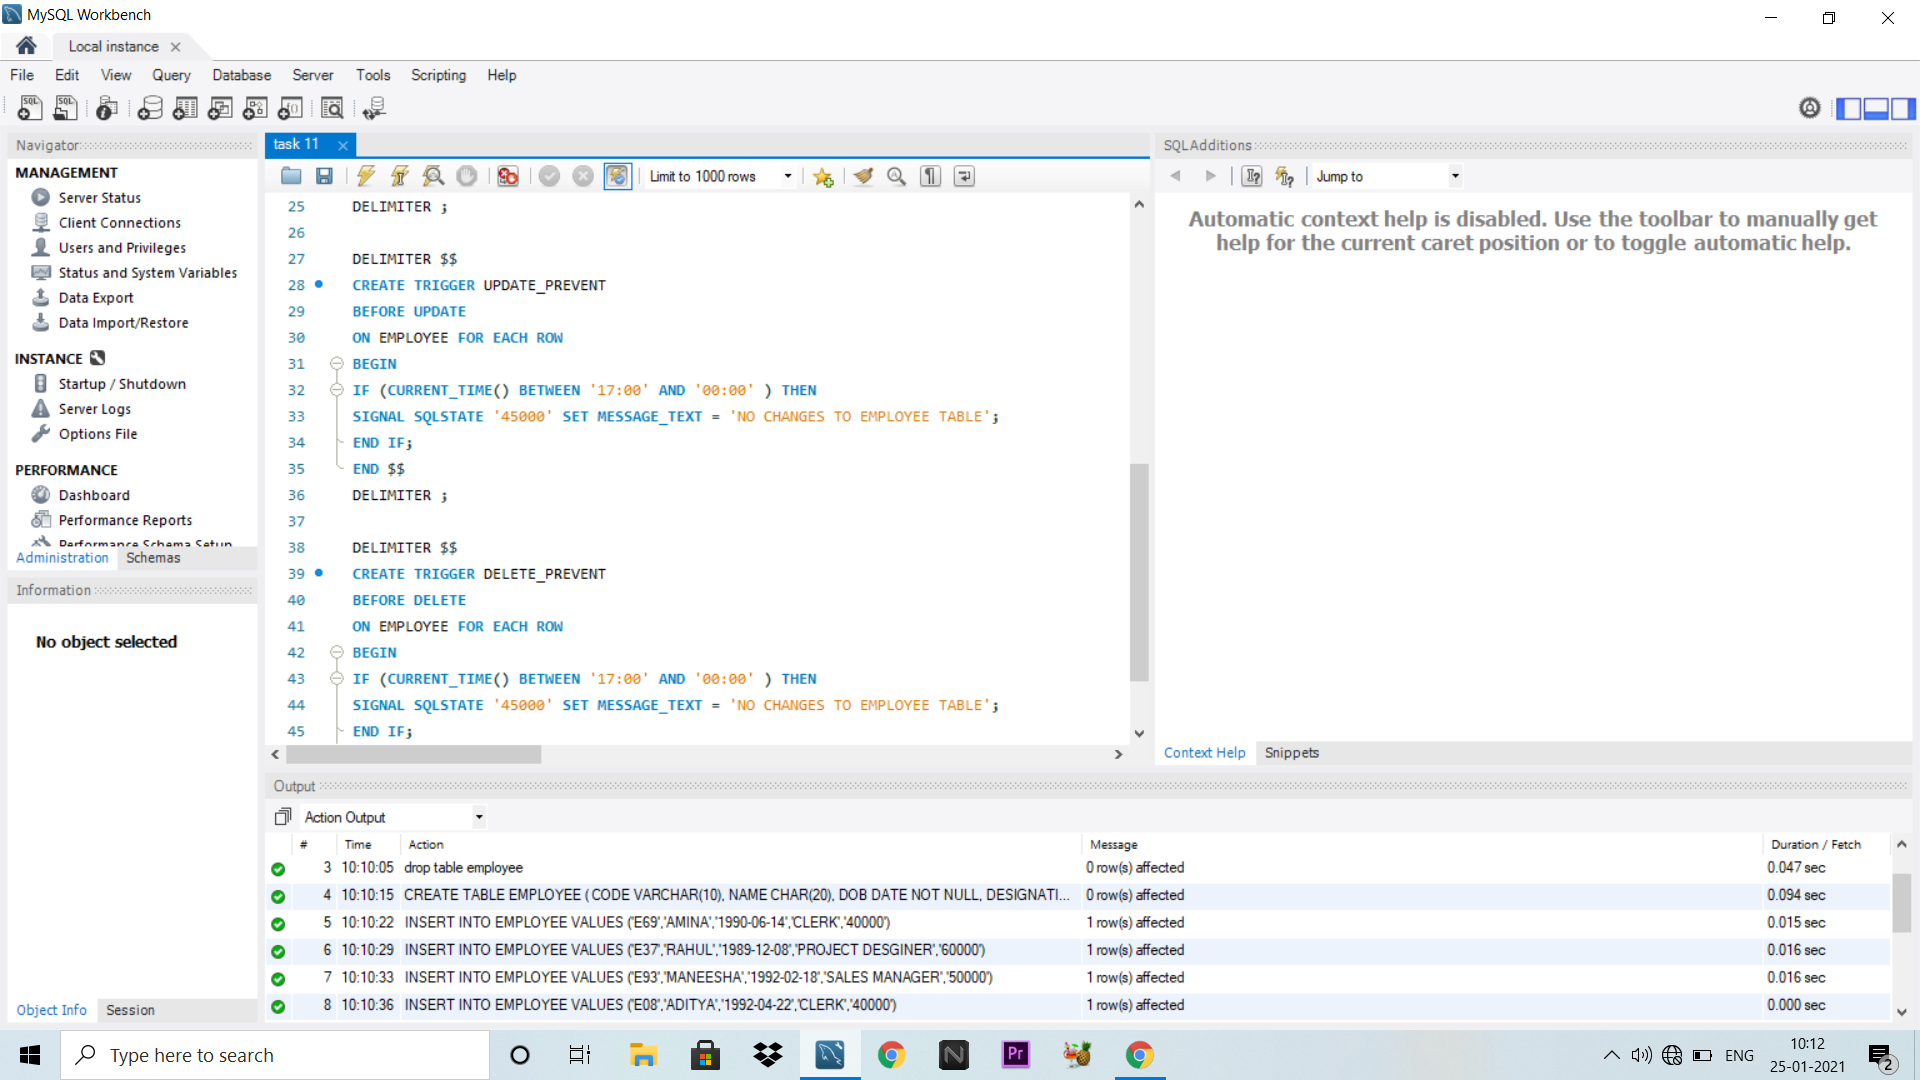 MySQL Workbench
Local instance
File Edit View Query Database Server Tools Scripting Help
Navigator
MANAGEMENT
Server Status
Client Connections
Users and Privileges
Status and System Variables
Data Export
Data Import/Restore
INSTANCE
Startup / Shutdown
Server Logs
Options File
PERFORMANCE
Dashboard
Performance Reports
Performance Schema Setup
Administration Schemas
Information
No object selected
Object Info Session
task 11
Limit to 1000 rows
25 DELIMITER ;
26
27 DELIMITER $$
28 CREATE TRIGGER UPDATE_PREVENT
29 BEFORE UPDATE
30 ON EMPLOYEE FOR EACH ROW
31 BEGIN
32 IF (CURRENT_TIME() BETWEEN '17:00' AND '00:00' ) THEN
33 SIGNAL SQLSTATE '45000' SET MESSAGE_TEXT = 'NO CHANGES TO EMPLOYEE TABLE';
34 END IF;
35 END $$
36 DELIMITER ;
37
38 DELIMITER $$
39 CREATE TRIGGER DELETE_PREVENT
40 BEFORE DELETE
41 ON EMPLOYEE FOR EACH ROW
42 BEGIN
43 IF (CURRENT_TIME() BETWEEN '17:00' AND '00:00' ) THEN
44 SIGNAL SQLSTATE '45000' SET MESSAGE_TEXT = 'NO CHANGES TO EMPLOYEE TABLE';
45 END IF;
SQLAdditions
Jump to
Automatic context help is disabled. Use the toolbar to manually get
help for the current caret position or to toggle automatic help.
Context Help Snippets
Output
Action Output
# Time Action Message Duration / Fetch
3 10:10:05 drop table employee 0 row(s) affected 0.047 sec
4 10:10:15 CREATE TABLE EMPLOYEE ( CODE VARCHAR(10), NAME CHAR(20), DOB DATE NOT NULL, DESIGNATI... 0 row(s) affected 0.094 sec
5 10:10:22 INSERT INTO EMPLOYEE VALUES ('E69','AMINA','1990-06-14','CLERK','40000') 1 row(s) affected 0.015 sec
6 10:10:29 INSERT INTO EMPLOYEE VALUES ('E37','RAHUL','1989-12-08','PROJECT DESGINER','60000') 1 row(s) affected 0.016 sec
7 10:10:33 INSERT INTO EMPLOYEE VALUES ('E93','MANEESHA','1992-02-18','SALES MANAGER','50000') 1 row(s) affected 0.016 sec
8 10:10:36 INSERT INTO EMPLOYEE VALUES ('E08','ADITYA','1992-04-22','CLERK','40000') 1 row(s) affected 0.000 sec
Type here to search
Pr
ENG
10:12
25-01-2021
2